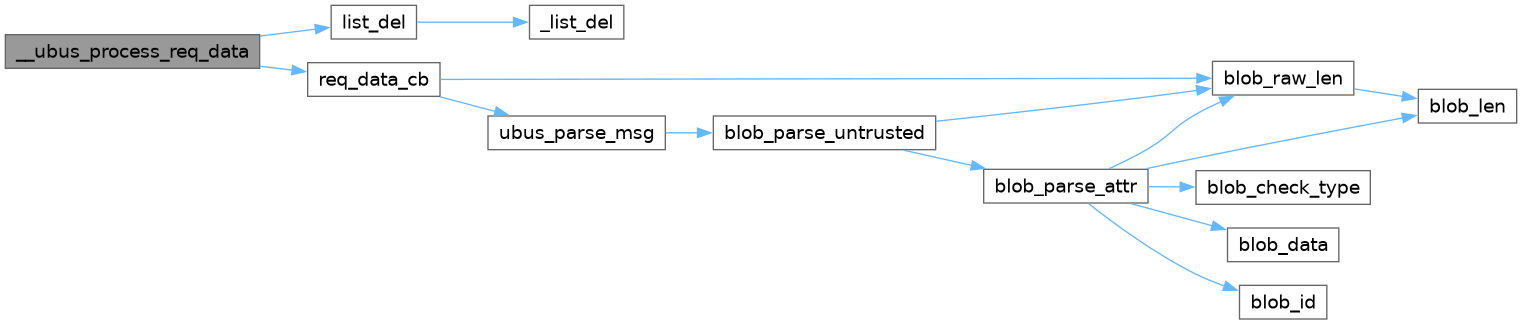 __ubus_process_req_data
list_del
_list_del
req_data_cb
ubus_parse_msg
blob_parse_untrusted
blob_raw_len
blob_len
blob_parse_attr
blob_check_type
blob_data
blob_id